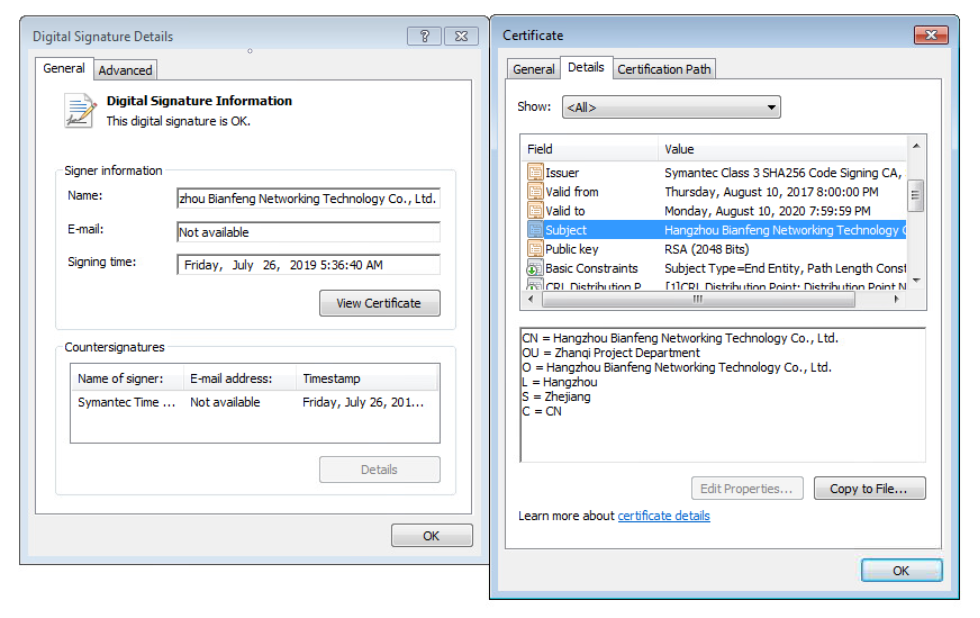 Digital Signature Details
General Advanced
Digital Signature Information
This digital signature is OK.
Signer information
Name: zhou Bianfeng Networking Technology Co., Ltd.
E-mail: Not available
Signing time: Friday, July 26, 2019 5:36:40 AM
View Certificate
Countersignatures
Name of signer: E-mail address: Timestamp
Symantec Time ... Not available Friday, July 26, 201...
Details
OK
Certificate
General Details Certification Path
Show: <All>
Field Value
Issuer Symantec Class 3 SHA256 Code Signing CA,
Valid from Thursday, August 10, 2017 8:00:00 PM
Valid to Monday, August 10, 2020 7:59:59 PM
Subject Hangzhou Bianfeng Networking Technology C
Public key RSA (2048 Bits)
Basic Constraints Subject Type=End Entity, Path Length Const
CRL Distribution P... [1]CRL Distribution Point: Distribution Point N
CN = Hangzhou Bianfeng Networking Technology Co., Ltd.
OU = Zhanqi Project Department
O = Hangzhou Bianfeng Networking Technology Co., Ltd.
L = Hangzhou
S = Zhejiang
C = CN
Edit Properties... Copy to File...
Learn more about certificate details
OK